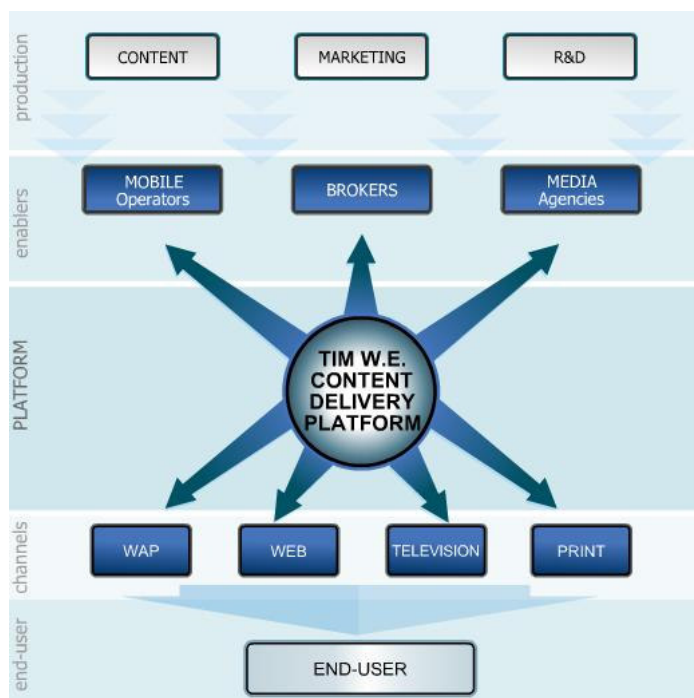 production
CONTENT
MARKETING
R&D
enablers
MOBILE
Operators
BROKERS
MEDIA
Agencies
PLATFORM
TIM W.E.
CONTENT
DELIVERY
PLATFORM
channels
WAP
WEB
TELEVISION
PRINT
end-user
END-USER